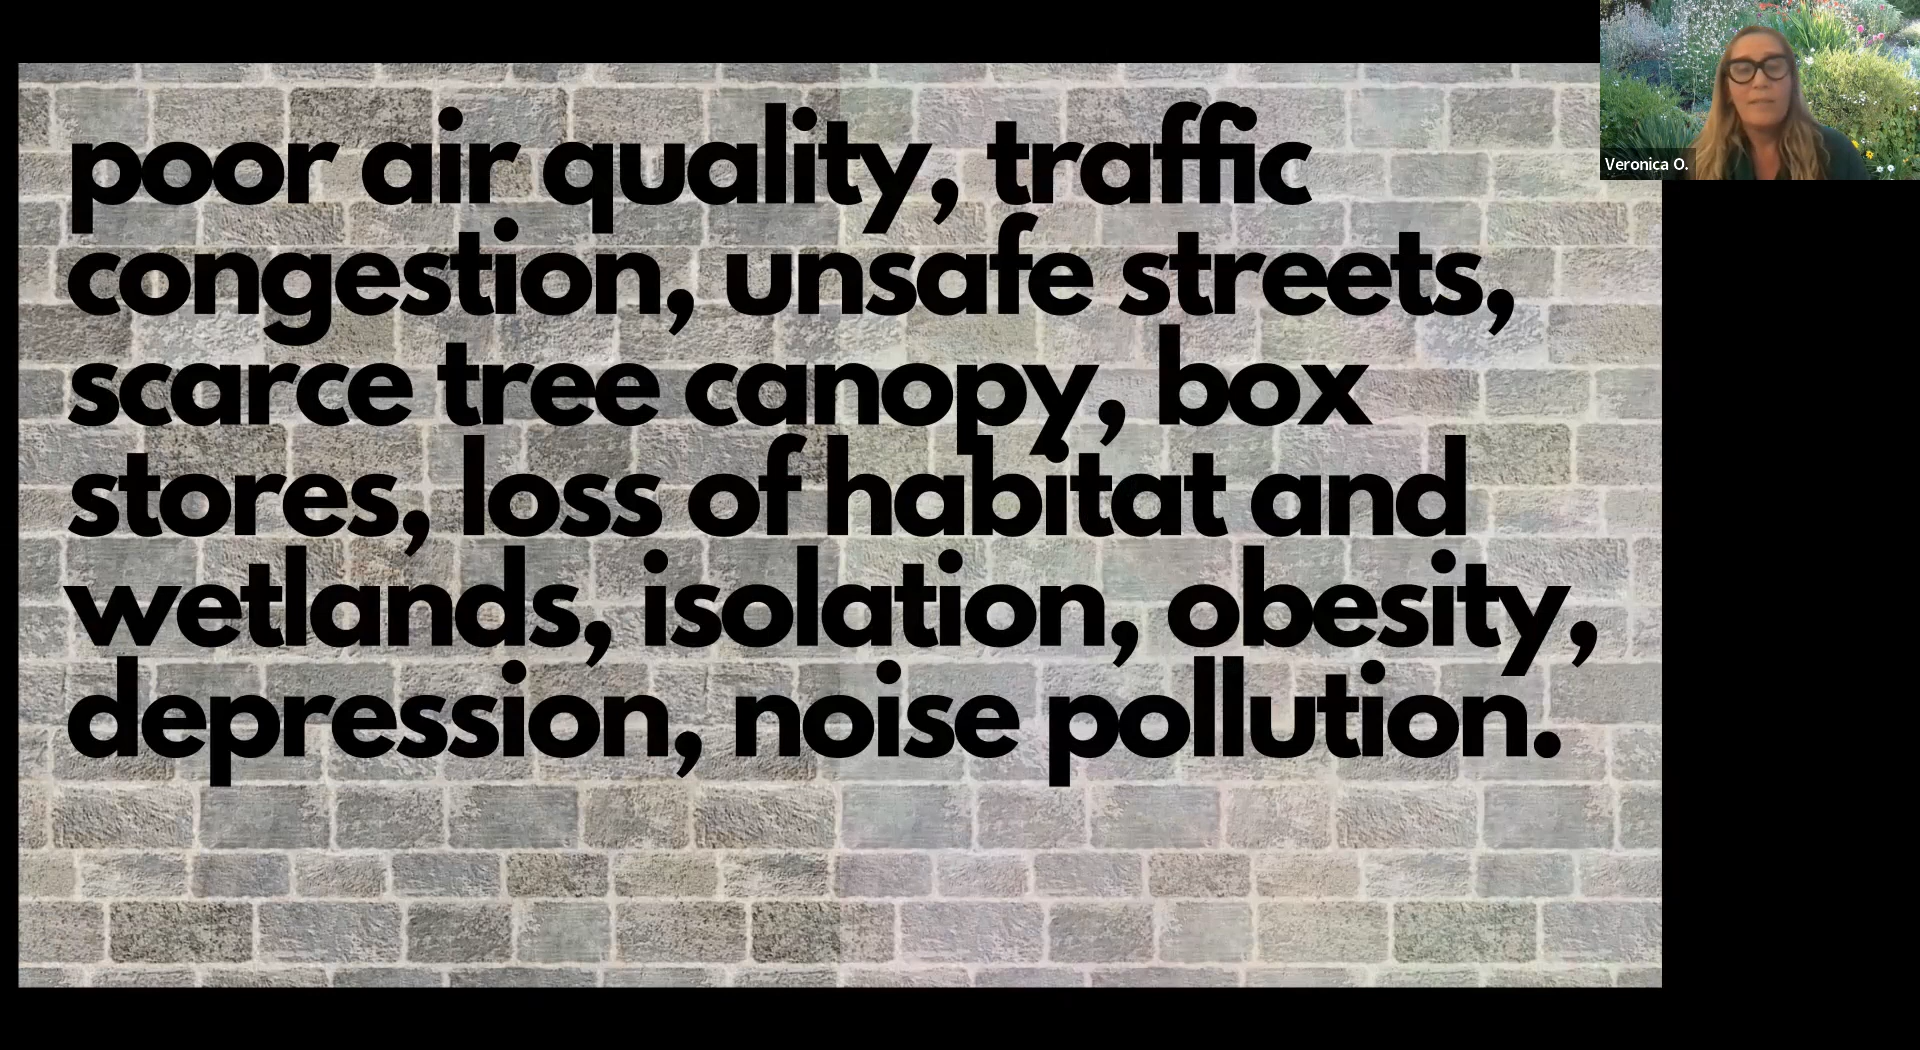 poor air quality, traffic
congestion, unsafe streets,
scarce tree canopy, box
stores, loss of habitat and
wetlands, isolation, obesity,
depression, noise pollution.
Veronica O.